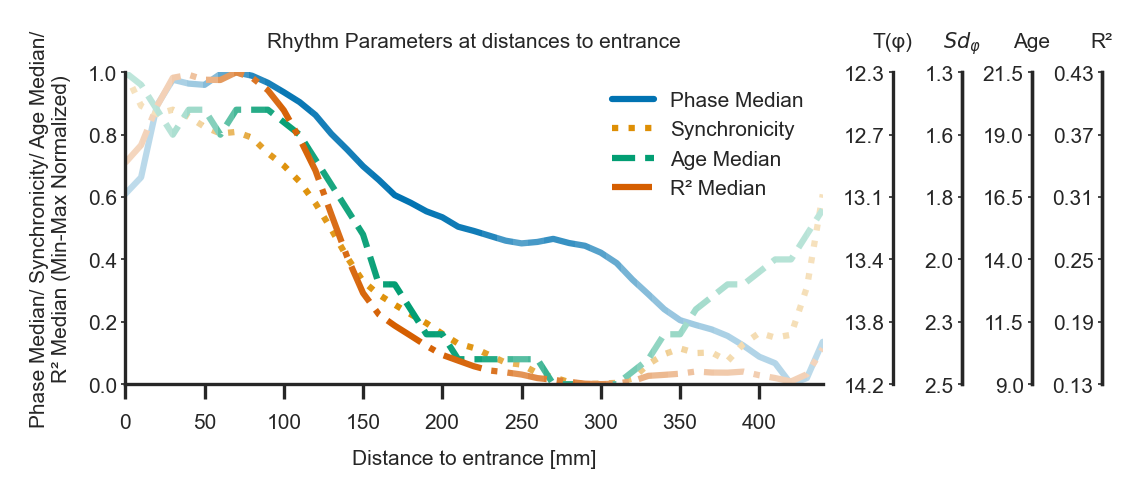 Rhythm Parameters at distances to entrance
T(φ) Sdφ Age R²
Phase Median/ Synchronicity/ Age Median/
R² Median (Min-Max Normalized)
1.0
0.8
0.6
0.4
0.2
0.0
Phase Median
Synchronicity
Age Median
R² Median
12.3 1.3 21.5 0.43
12.7 1.6 19.0 0.37
13.1 1.8 16.5 0.31
13.4 2.0 14.0 0.25
13.8 2.3 11.5 0.19
14.2 2.5 9.0 0.13
0 50 100 150 200 250 300 350 400
Distance to entrance [mm]